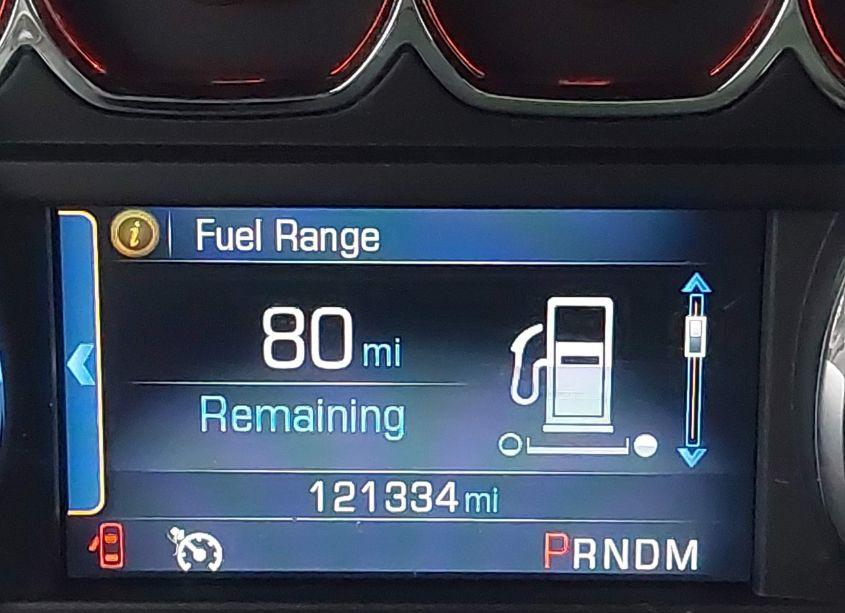 i Fuel Range
80 mi
Remaining
121334 mi
PRNDM